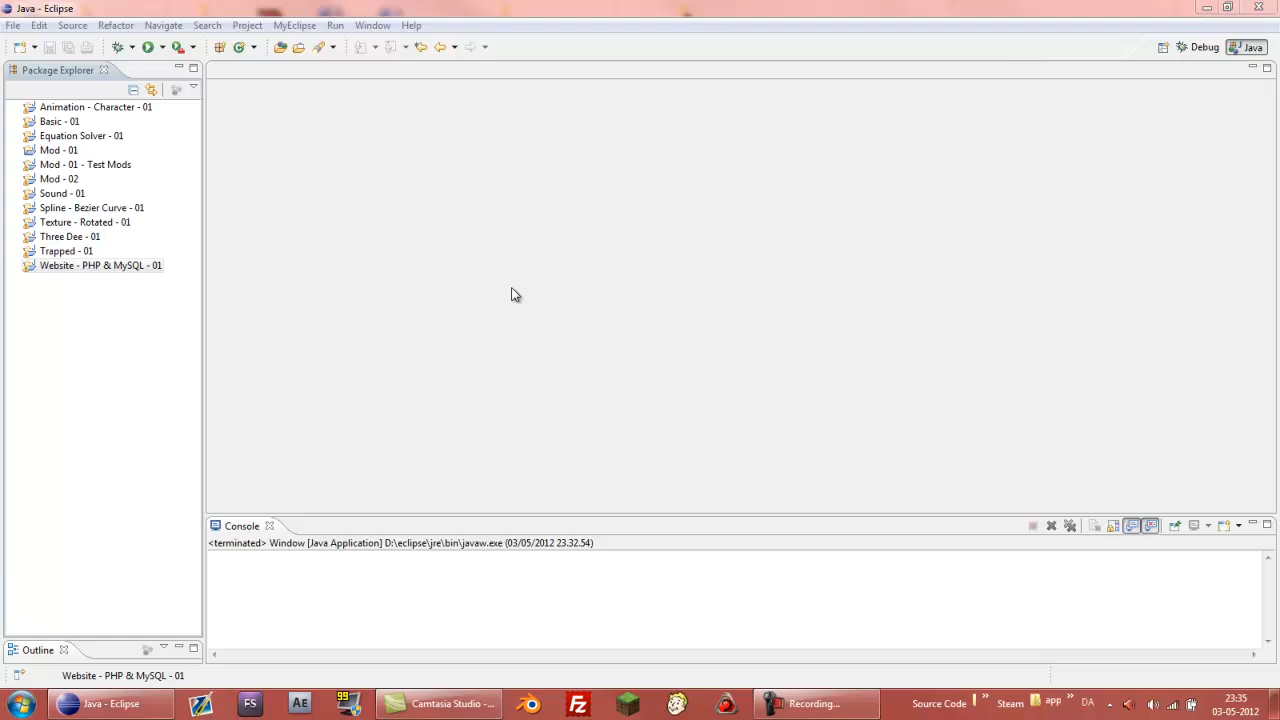 Java - Eclipse
File Edit Source Refactor Navigate Search Project MyEclipse Run Window Help
Debug Java
Package Explorer
Animation - Character - 01
Basic - 01
Equation Solver - 01
Mod - 01
Mod - 01 - Test Mods
Mod - 02
Sound - 01
Spline - Bezier Curve - 01
Texture - Rotated - 01
Three Dee - 01
Trapped - 01
Website - PHP & MySQL - 01
Console
<terminated> Window [Java Application] D:\eclipse\jre\bin\javaw.exe (03/05/2012 23.32.54)
Outline
Website - PHP & MySQL - 01
Java - Eclipse FS AE 99 Camtasia Studio -... Fz Recording... Source Code Steam app DA 23:35
03-05-2012